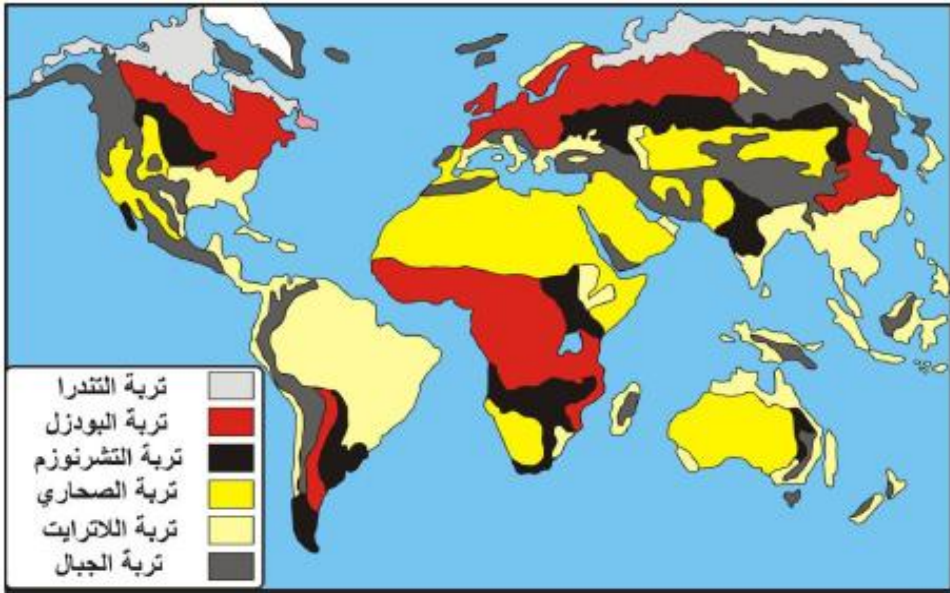 تربة التندرا
تربة البودزل
تربة التشرنوزم
تربة الصحاري
تربة اللاترايت
تربة الجبال